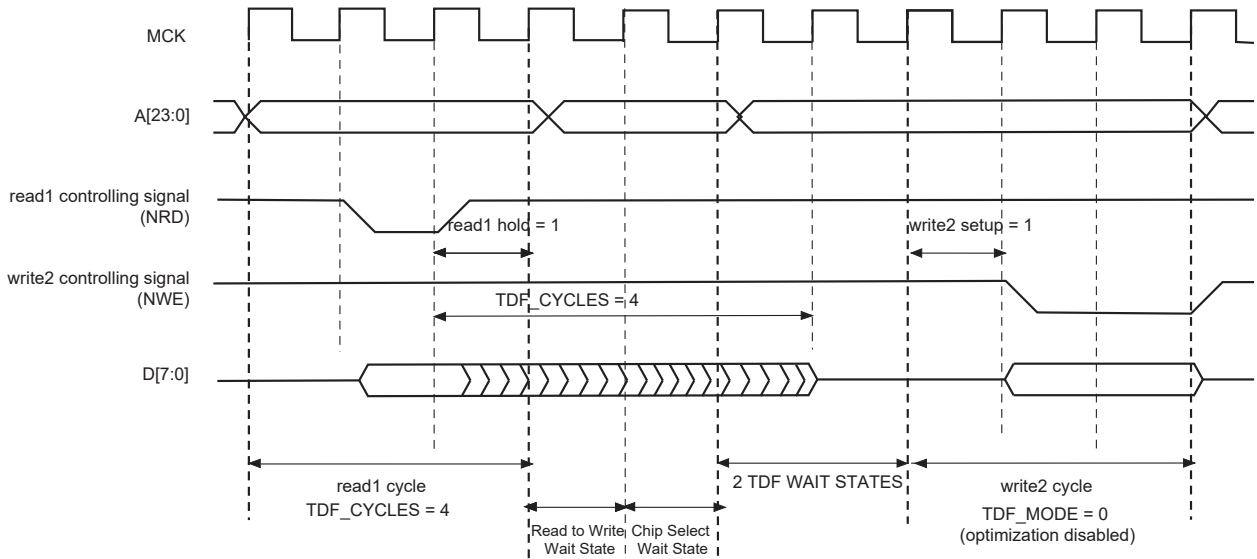 MCK
A[23:0]
read1 controlling signal
(NRD)
read1 hold = 1
write2 setup = 1
write2 controlling signal
(NWE)
TDF_CYCLES = 4
D[7:0]
read1 cycle
TDF_CYCLES = 4
2 TDF WAIT STATES
write2 cycle
TDF_MODE = 0
(optimization disabled)
Read to Write
Wait State
Chip Select
Wait State